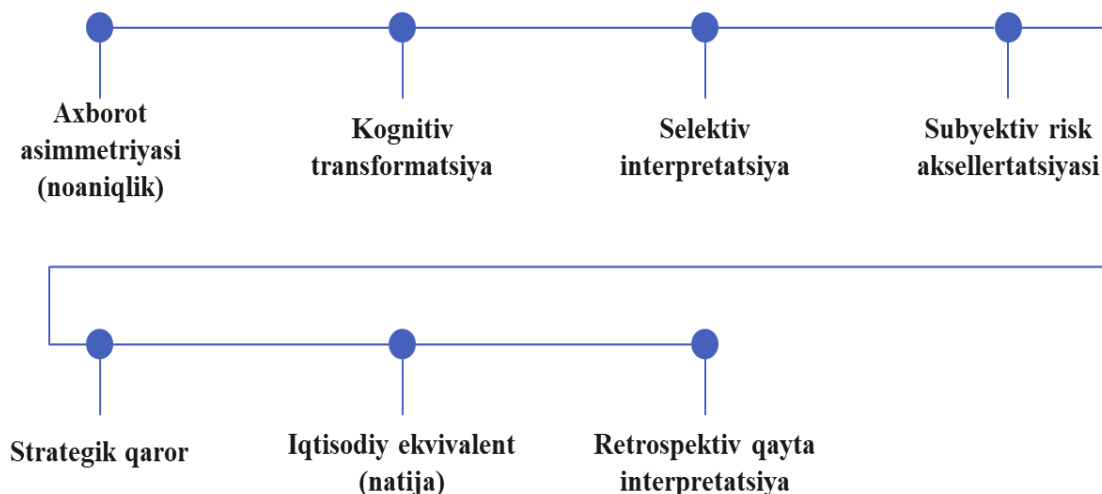 Axborot
asimmetriyasi
(noaniqlik)
Kognitiv
transformatsiya
Selektiv
interpretatsiya
Subyektiv risk
aksellertatsiyasi
Strategik qaror
Iqtisodiy ekvivalent
(natija)
Retrospektiv qayta
interpretatsiya